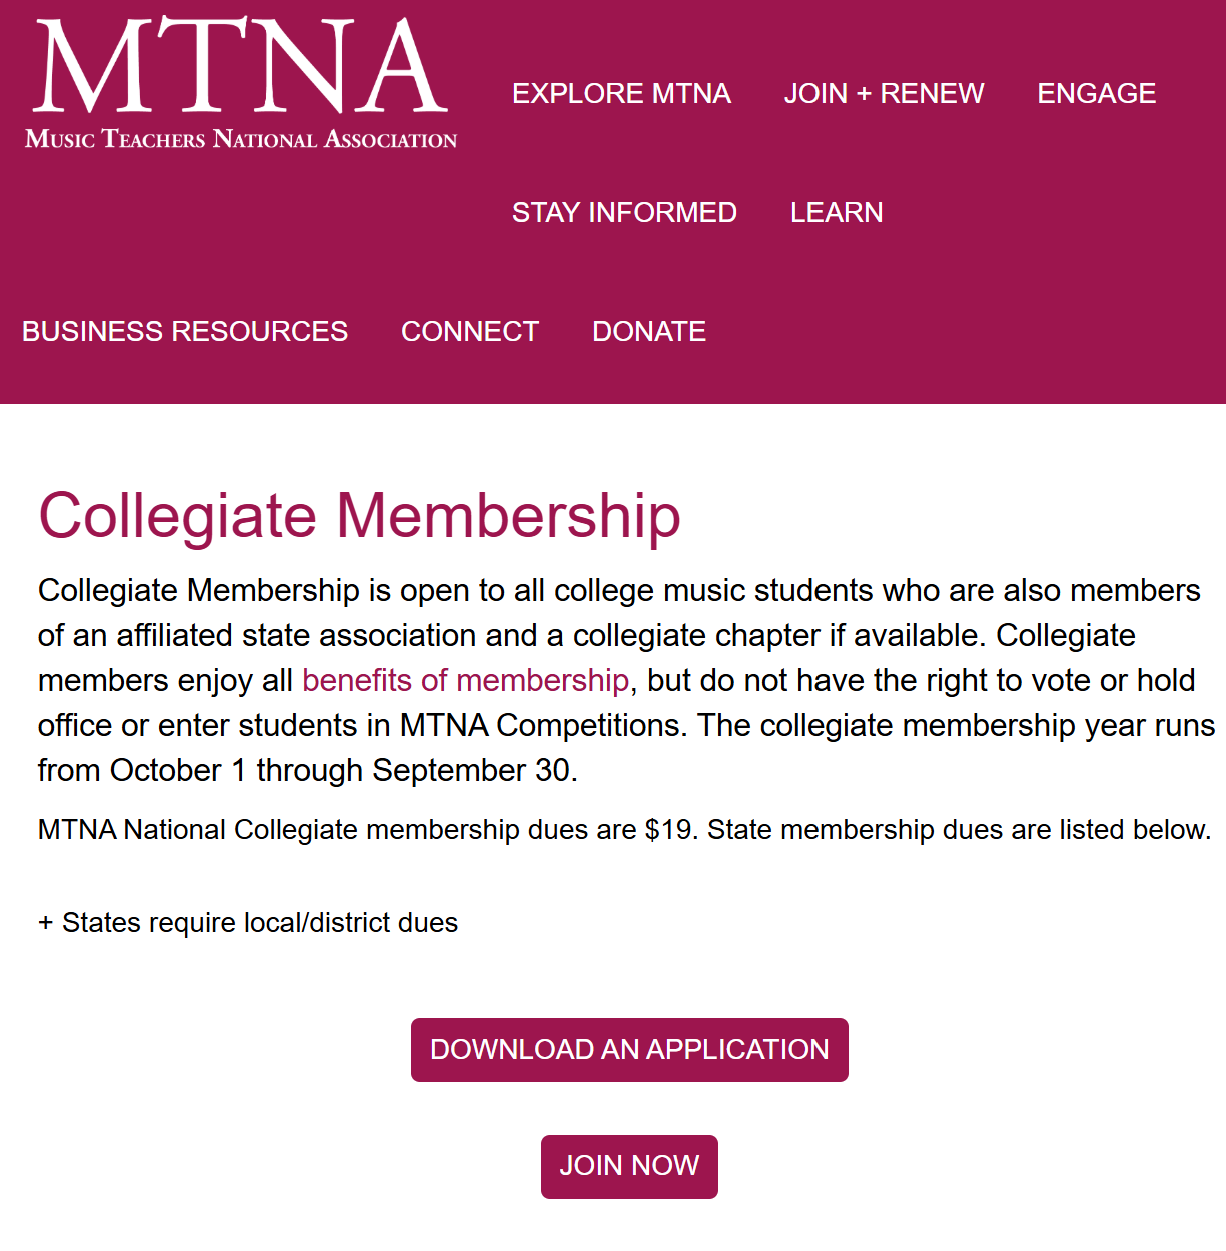 MTNA
MUSIC TEACHERS NATIONAL ASSOCIATION
EXPLORE MTNA JOIN + RENEW ENGAGE
STAY INFORMED LEARN
BUSINESS RESOURCES CONNECT DONATE
Collegiate Membership
Collegiate Membership is open to all college music students who are also members
of an affiliated state association and a collegiate chapter if available. Collegiate
members enjoy all benefits of membership, but do not have the right to vote or hold
office or enter students in MTNA Competitions. The collegiate membership year runs
from October 1 through September 30.
MTNA National Collegiate membership dues are $19. State membership dues are listed below.
+ States require local/district dues
DOWNLOAD AN APPLICATION
JOIN NOW